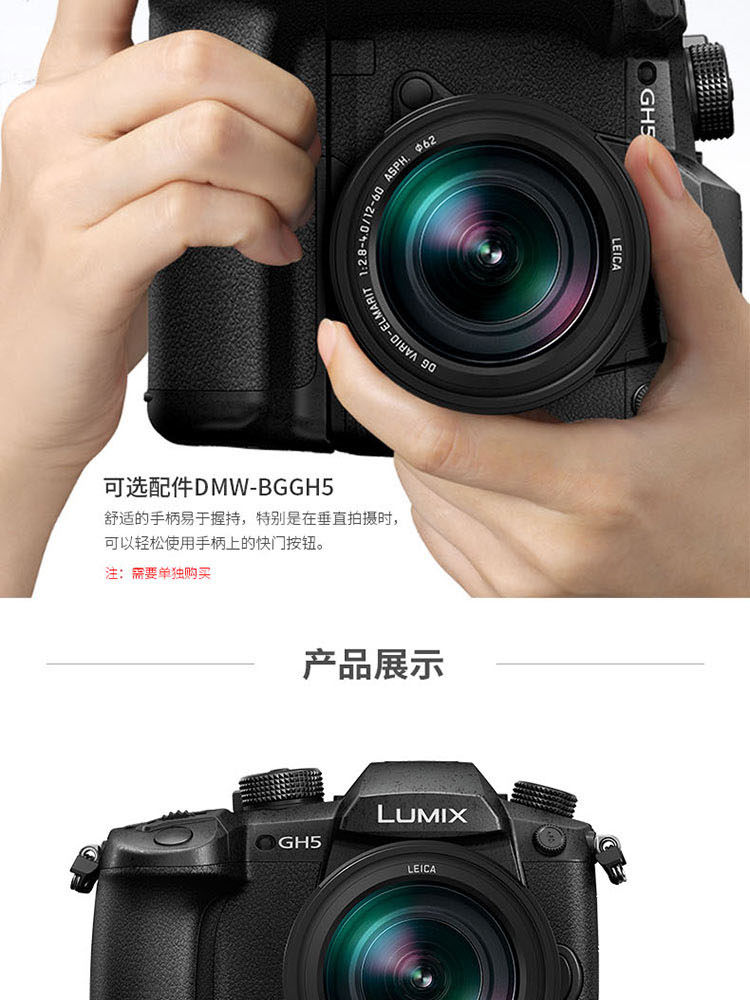 GH5
DG VARIO-ELMARIT 1:2.8-4.0/12-60 ASPH. Φ62
LEICA
可选配件DMW-BGGH5
舒适的手柄易于握持，特别是在垂直拍摄时，
可以轻松使用手柄上的快门按钮。
注：需要单独购买
产品展示
LUMIX
GH5
LEICA